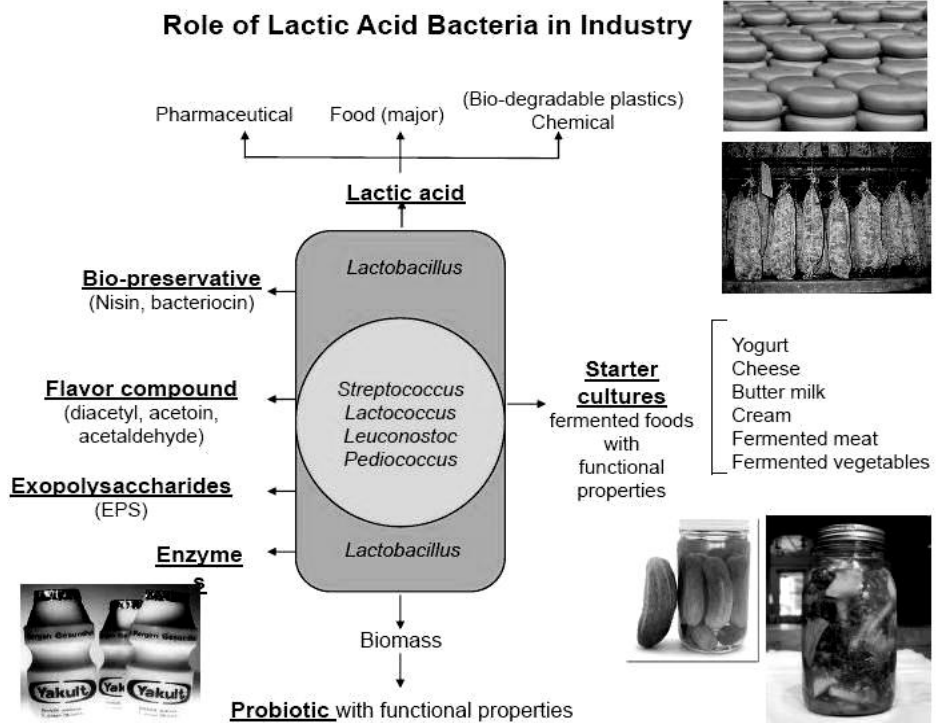 Role of Lactic Acid Bacteria in Industry
Pharmaceutical
Food (major)
(Bio-degradable plastics)
Chemical
Lactic acid
Lactobacillus
Bio-preservative
(Nisin, bacteriocin)
Flavor compound
(diacetyl, acetoin,
acetaldehyde)
Exopolysaccharides
(EPS)
Enzyme
s
Streptococcus
Lactococcus
Leuconostoc
Pediococcus
Lactobacillus
Starter
cultures
fermented foods
with
functional
properties
Yogurt
Cheese
Butter milk
Cream
Fermented meat
Fermented vegetables
Biomass
Probiotic with functional properties
Yakult
Yak
Yakult